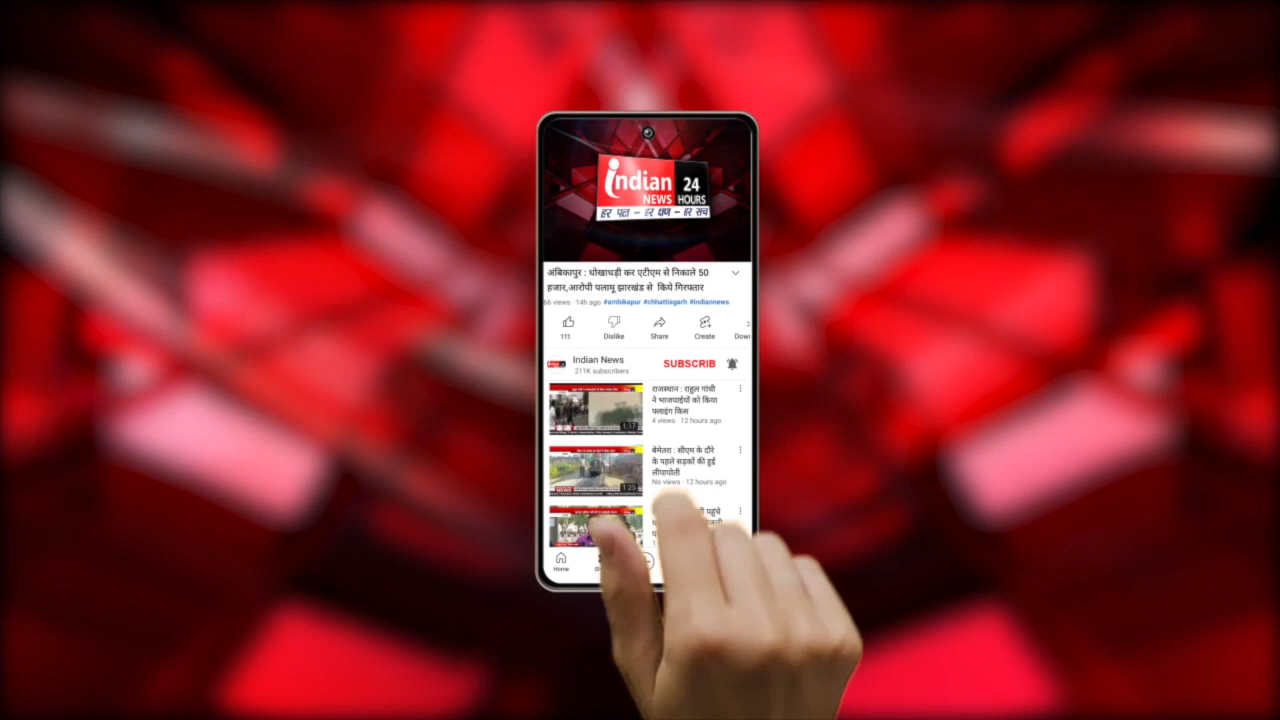 indian
NEWS
24
HOURS
हर पल - हर क्षण - हर सच
अंबिकापुर : धोखाधड़ी कर एटीएम से निकाले 50
हजार,आरोपी पलामू झारखंड से किये गिरफ्तार
66 views · 14h ago #ambikapur #chhattisgarh #indiannews
111 Dislike Share Create
Indian News
211K subscribers
SUBSCRIB
राजस्थान : राहुल गांधी
ने भाजपाईयों को किया
फ्लाइंग किस
4 views · 12 hours ago
1:17
बेमेतरा : सीएम के दौरे
के पहले सड़कों की हुई
लीपापोती
No views · 12 hours ago
1:25
NEWS
पहुंचे
Home